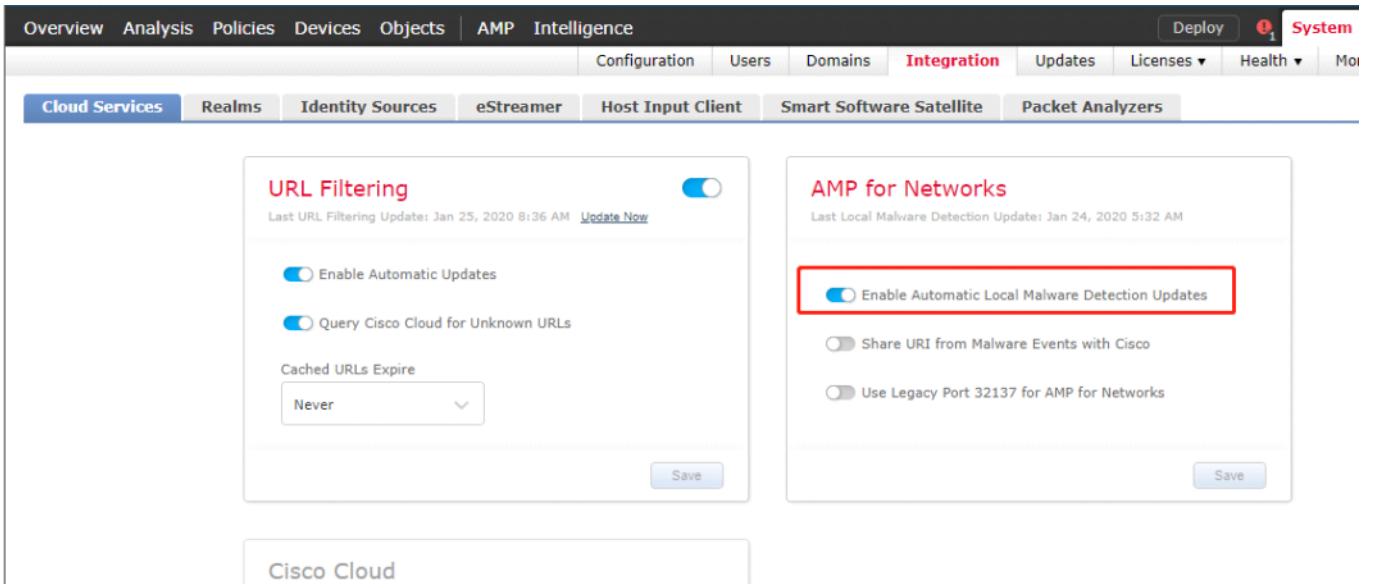 Overview Analysis Policies Devices Objects AMP Intelligence Deploy 1 System
Configuration Users Domains Integration Updates Licenses ▾ Health ▾ Mo
Cloud Services Realms Identity Sources eStreamer Host Input Client Smart Software Satellite Packet Analyzers
URL Filtering
Last URL Filtering Update: Jan 25, 2020 8:36 AM Update Now
Enable Automatic Updates
Query Cisco Cloud for Unknown URLs
Cached URLs Expire
Never
Save
AMP for Networks
Last Local Malware Detection Update: Jan 24, 2020 5:32 AM
Enable Automatic Local Malware Detection Updates
Share URI from Malware Events with Cisco
Use Legacy Port 32137 for AMP for Networks
Save
Cisco Cloud